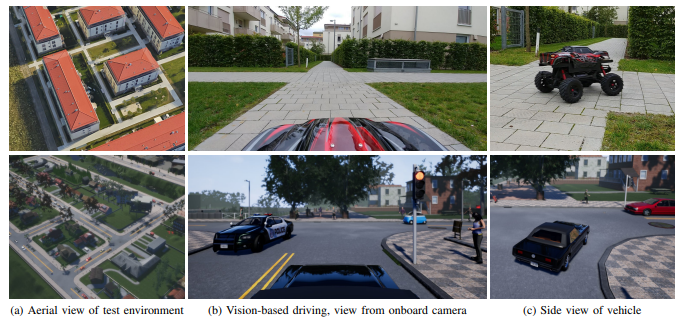 (a) Aerial view of test environment
(b) Vision-based driving, view from onboard camera
(c) Side view of vehicle